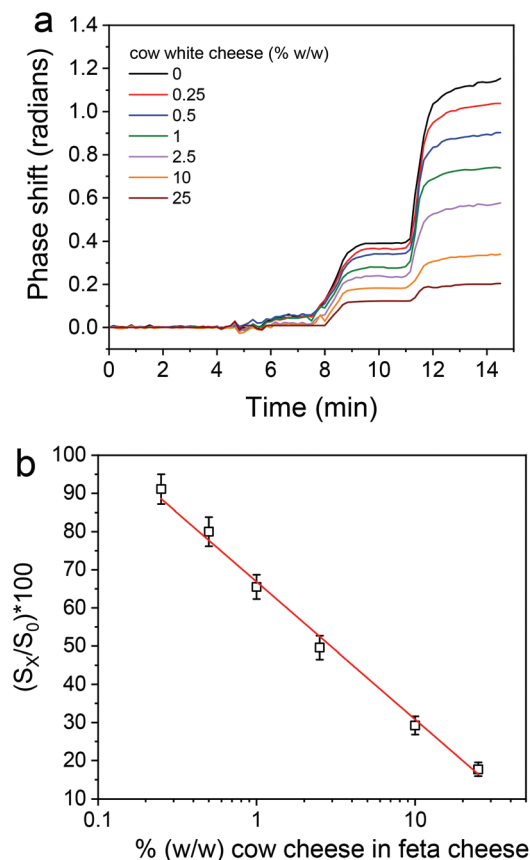 a
cow white cheese (% w/w)
0
0.25
0.5
1
2.5
10
25
1.4
1.2
1.0
0.8
0.6
0.4
0.2
0.0
Phase shift (radians)
0 2 4 6 8 10 12 14
Time (min)
b
100
90
80
70
60
50
40
30
20
10
(S_X/S_0)*100
0.1 1 10
% (w/w) cow cheese in feta cheese